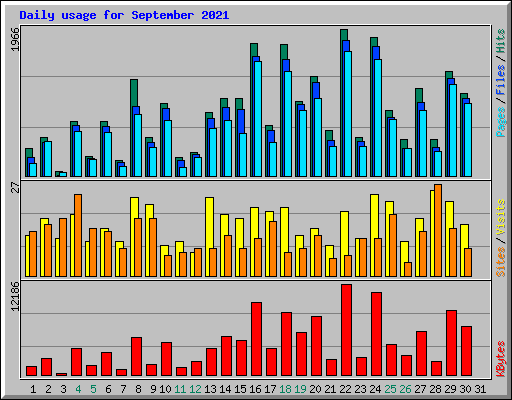 Daily usage for September 2021
1966
Pages / Files / Hits
27
Sites / Visits
12186
KBytes
1 2 3 4 5 6 7 8 9 10 11 12 13 14 15 16 17 18 19 20 21 22 23 24 25 26 27 28 29 30 31